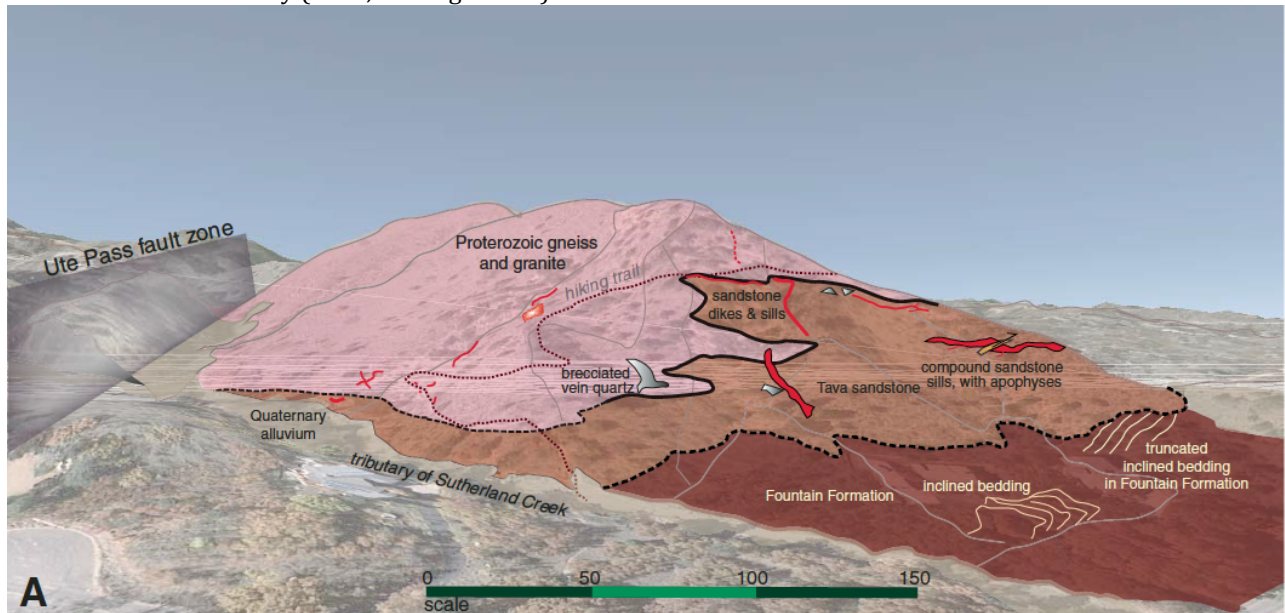 Ute Pass fault zone
Proterozoic gneiss
and granite
hiking trail
sandstone
dikes & sills
brecciated
vein quartz
Tava sandstone
compound sandstone
sills, with apophyses
Quaternary
alluvium
tributary of Sutherland Creek
Fountain Formation
inclined bedding
truncated
inclined bedding
in Fountain Formation
A
0 50 100 150
scale